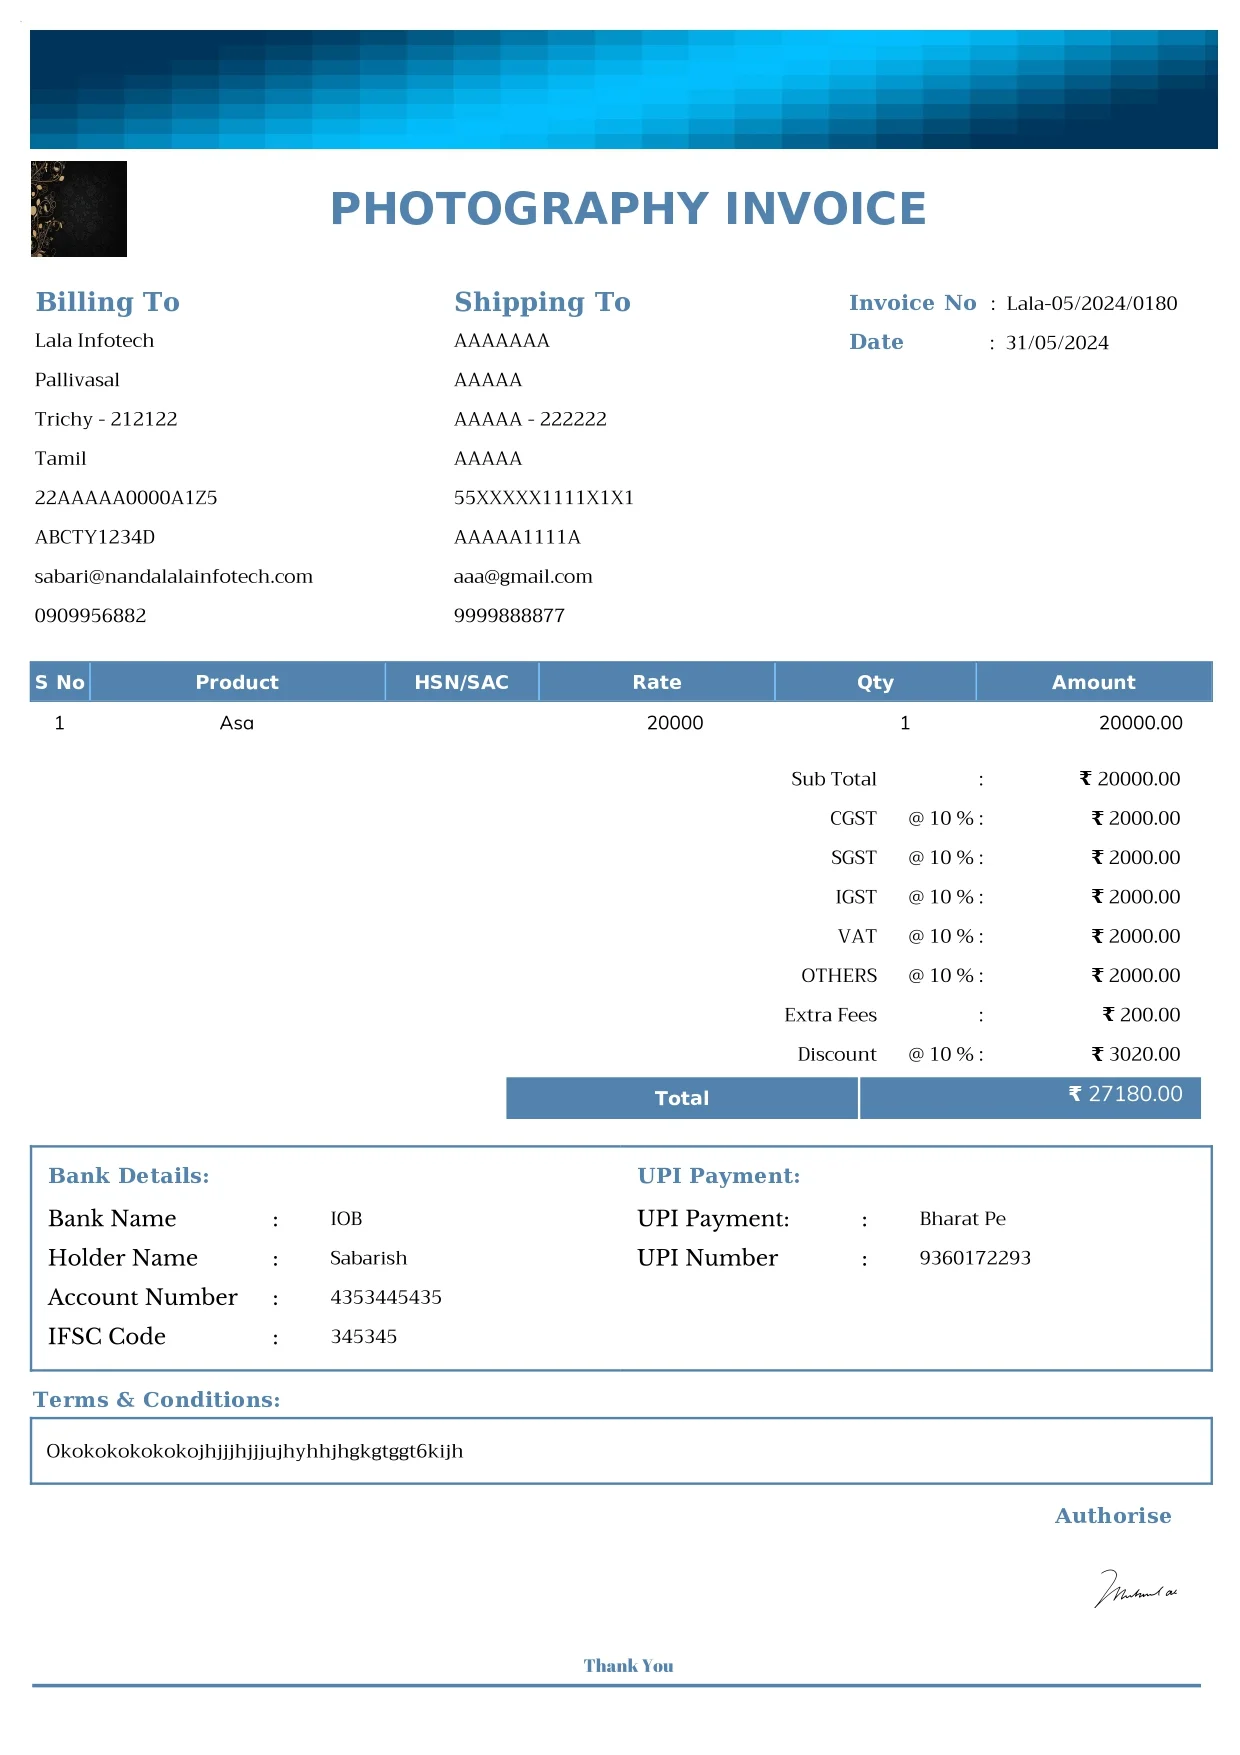 PHOTOGRAPHY INVOICE
Billing To
Lala Infotech
Pallivasal
Trichy - 212122
Tamil
22AAAAA0000A1Z5
ABCTY1234D
sabari@nandalalainfotech.com
0909956882
Shipping To
AAAAAAA
AAAAA
AAAAA - 222222
AAAAA
55XXXXX1111X1X1
AAAAA1111A
aaa@gmail.com
9999888877
Invoice No : Lala-05/2024/0180
Date : 31/05/2024
S No Product HSN/SAC Rate Qty Amount
1 Asa 20000 1 20000.00
Sub Total : ₹ 20000.00
CGST @ 10 % : ₹ 2000.00
SGST @ 10 % : ₹ 2000.00
IGST @ 10 % : ₹ 2000.00
VAT @ 10 % : ₹ 2000.00
OTHERS @ 10 % : ₹ 2000.00
Extra Fees : ₹ 200.00
Discount @ 10 % : ₹ 3020.00
Total ₹ 27180.00
Bank Details:
Bank Name : IOB
Holder Name : Sabarish
Account Number : 4353445435
IFSC Code : 345345
UPI Payment:
UPI Payment: : Bharat Pe
UPI Number : 9360172293
Terms & Conditions:
Okokokokokokojhjjjhjjjujhyhhjhgkgtggt6kijh
Authorise
Thank You